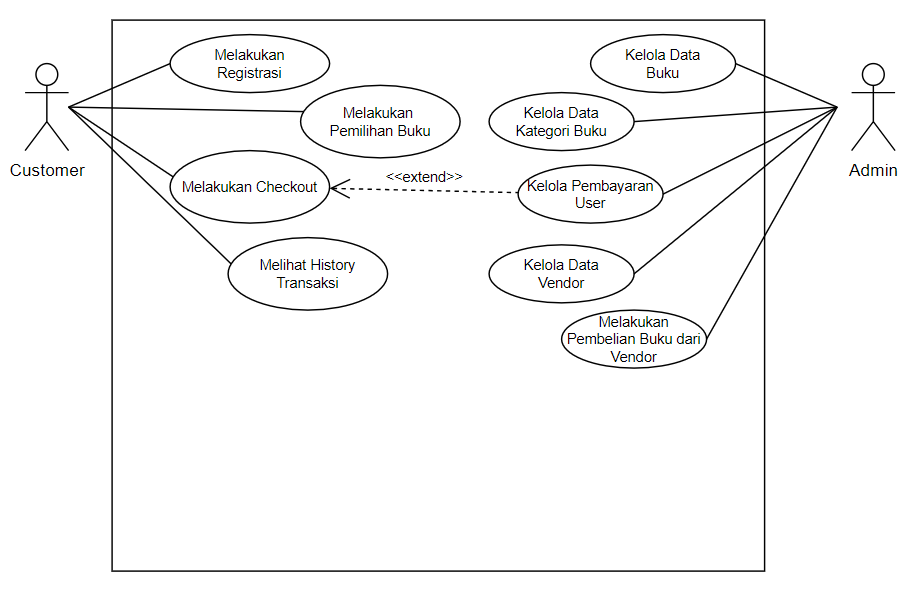 Customer
Melakukan
Registrasi
Melakukan
Pemilihan Buku
Melakukan Checkout
Melihat History
Transaksi
<<extend>>
Kelola Data
Buku
Kelola Data
Kategori Buku
Kelola Pembayaran
User
Kelola Data
Vendor
Melakukan
Pembelian Buku dari
Vendor
Admin